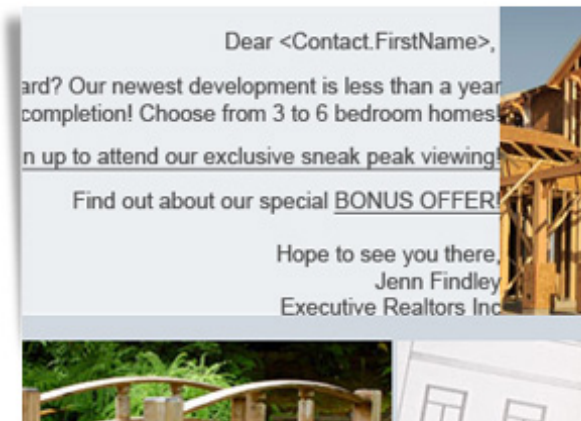 Dear <Contact.FirstName>,
ard? Our newest development is less than a year
completion! Choose from 3 to 6 bedroom homes!
n up to attend our exclusive sneak peak viewing!
Find out about our special BONUS OFFER!
Hope to see you there,
Jenn Findley
Executive Realtors Inc